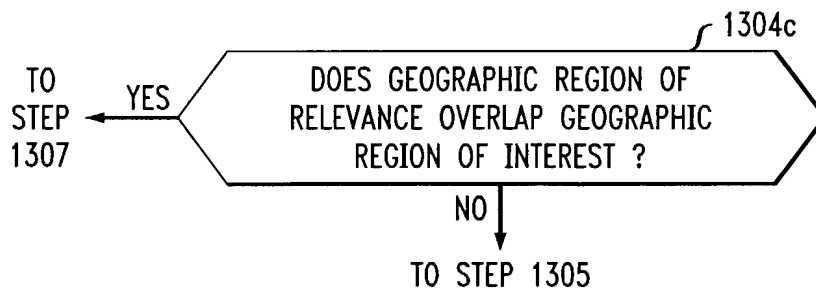 1304c
DOES GEOGRAPHIC REGION OF
RELEVANCE OVERLAP GEOGRAPHIC
REGION OF INTEREST ?
YES
TO
STEP
1307
NO
TO STEP 1305